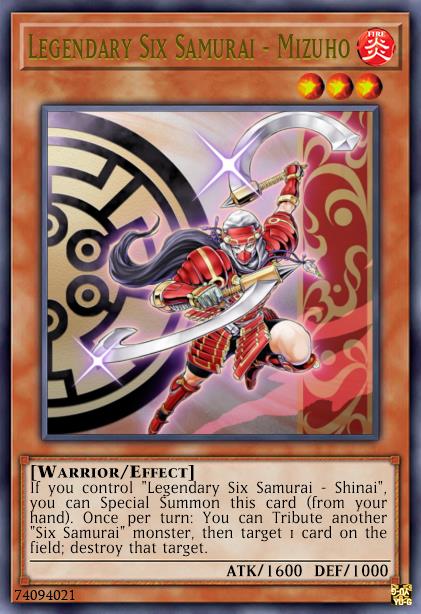 Legendary Six Samurai - Mizuho
FIRE
炎
[Warrior/Effect]
If you control "Legendary Six Samurai - Shinai",
you can Special Summon this card (from your
hand). Once per turn: You can Tribute another
"Six Samurai" monster, then target 1 card on the
field; destroy that target.
ATK/1600 DEF/1000
74094021